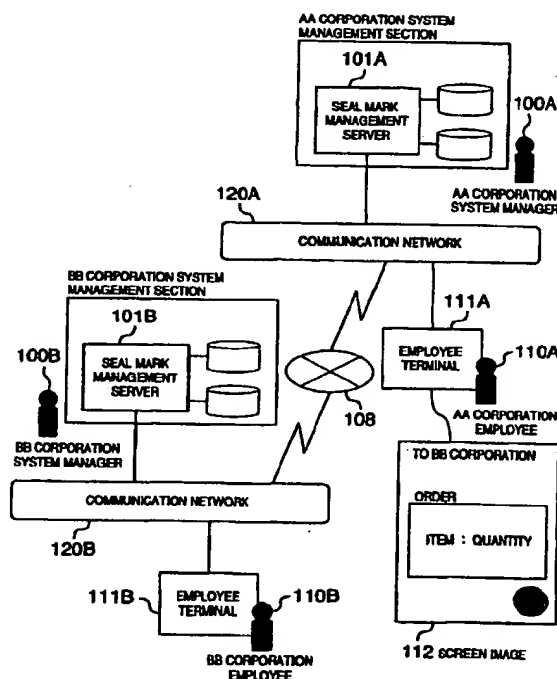 AA CORPORATION SYSTEM
MANAGEMENT SECTION
101A
SEAL MARK
MANAGEMENT
SERVER
100A
AA CORPORATION
SYSTEM MANAGER
120A
COMMUNICATION NETWORK
BB CORPORATION SYSTEM
MANAGEMENT SECTION
101B
SEAL MARK
MANAGEMENT
SERVER
100B
BB CORPORATION
SYSTEM MANAGER
108
111A
EMPLOYEE
TERMINAL
110A
AA CORPORATION
EMPLOYEE
COMMUNICATION NETWORK
120B
111B
EMPLOYEE
TERMINAL
110B
BB CORPORATION
EMPLOYEE
TO BB CORPORATION
ORDER
ITEM : QUANTITY
112 SCREEN IMAGE